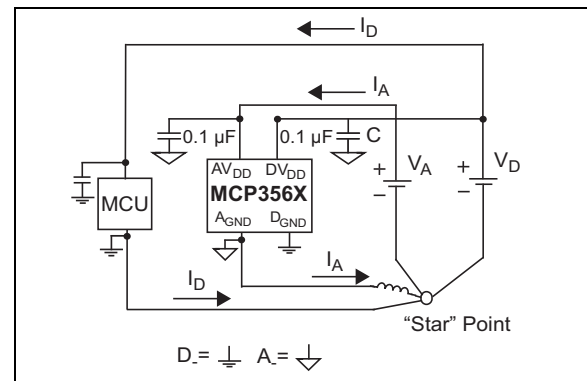 I_D
I_A
0.1 µF 0.1 µF C
AV_DD DV_DD
MCP356X
A_GND D_GND
MCU
+ V_A + V_D
– –
I_D I_A
"Star" Point
D-= A-=